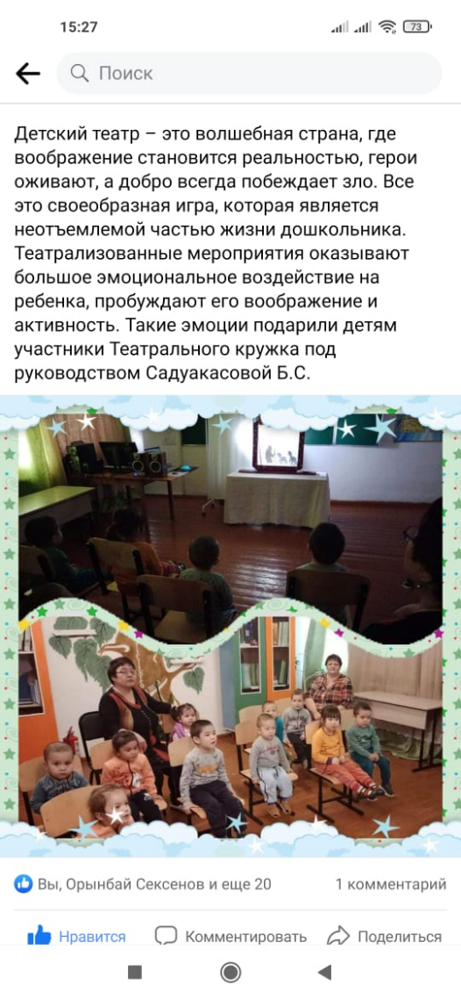 15:27
73
Поиск
Детский театр – это волшебная страна, где
воображение становится реальностью, герои
оживают, а добро всегда побеждает зло. Все
это своеобразная игра, которая является
неотъемлемой частью жизни дошкольника.
Театрализованные мероприятия оказывают
большое эмоциональное воздействие на
ребенка, пробуждают его воображение и
активность. Такие эмоции подарили детям
участники Театрального кружка под
руководством Садуакасовой Б.С.
Вы, Орынбай Сексенов и еще 20 1 комментарий
Нравится Комментировать Поделиться